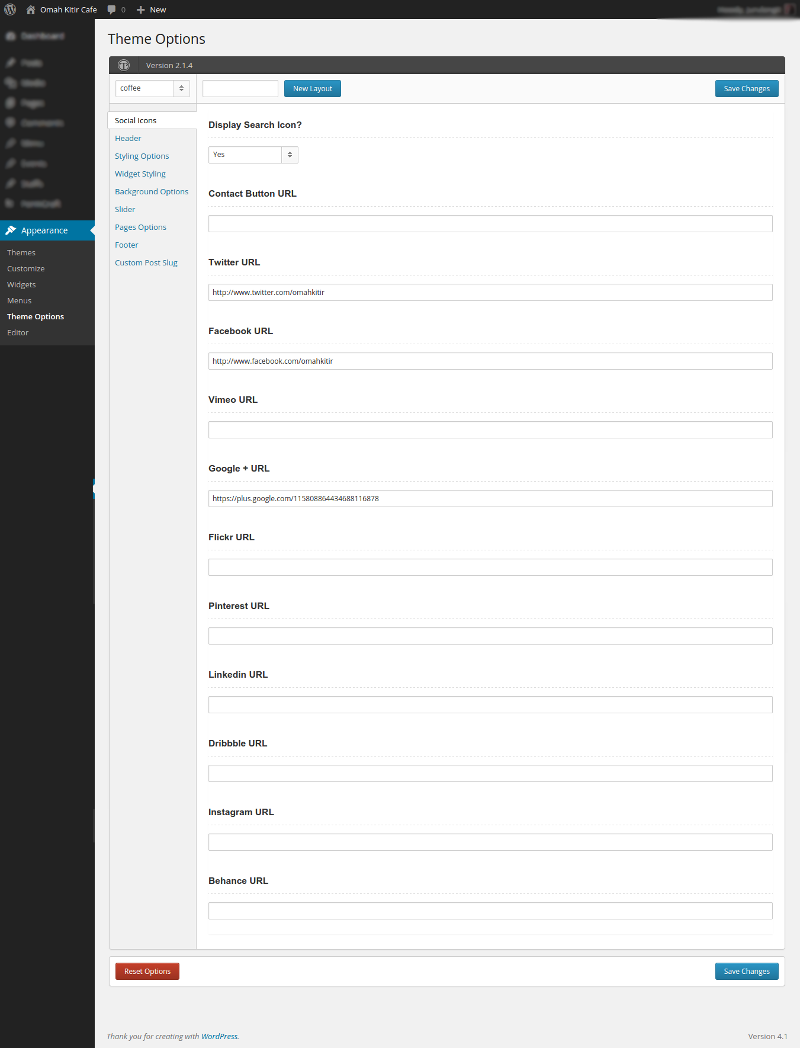 Omah Kitir Cafe 0 New
Dashboard
Posts
Media
Pages
Comments
Events
Appearance
Themes
Customize
Widgets
Menus
Theme Options
Editor
Theme Options
Version 2.1.4
coffee New Layout Save Changes
Social Icons
Header
Styling Options
Widget Styling
Background Options
Slider
Pages Options
Footer
Custom Post Slug
Display Search Icon?
Yes
Contact Button URL
Twitter URL
http://www.twitter.com/omahkitir
Facebook URL
http://www.facebook.com/omahkitir
Vimeo URL
Google + URL
https://plus.google.com/115808864434688116878
Flickr URL
Pinterest URL
Linkedin URL
Dribbble URL
Instagram URL
Behance URL
Reset Options Save Changes
Thank you for creating with WordPress. Version 4.1